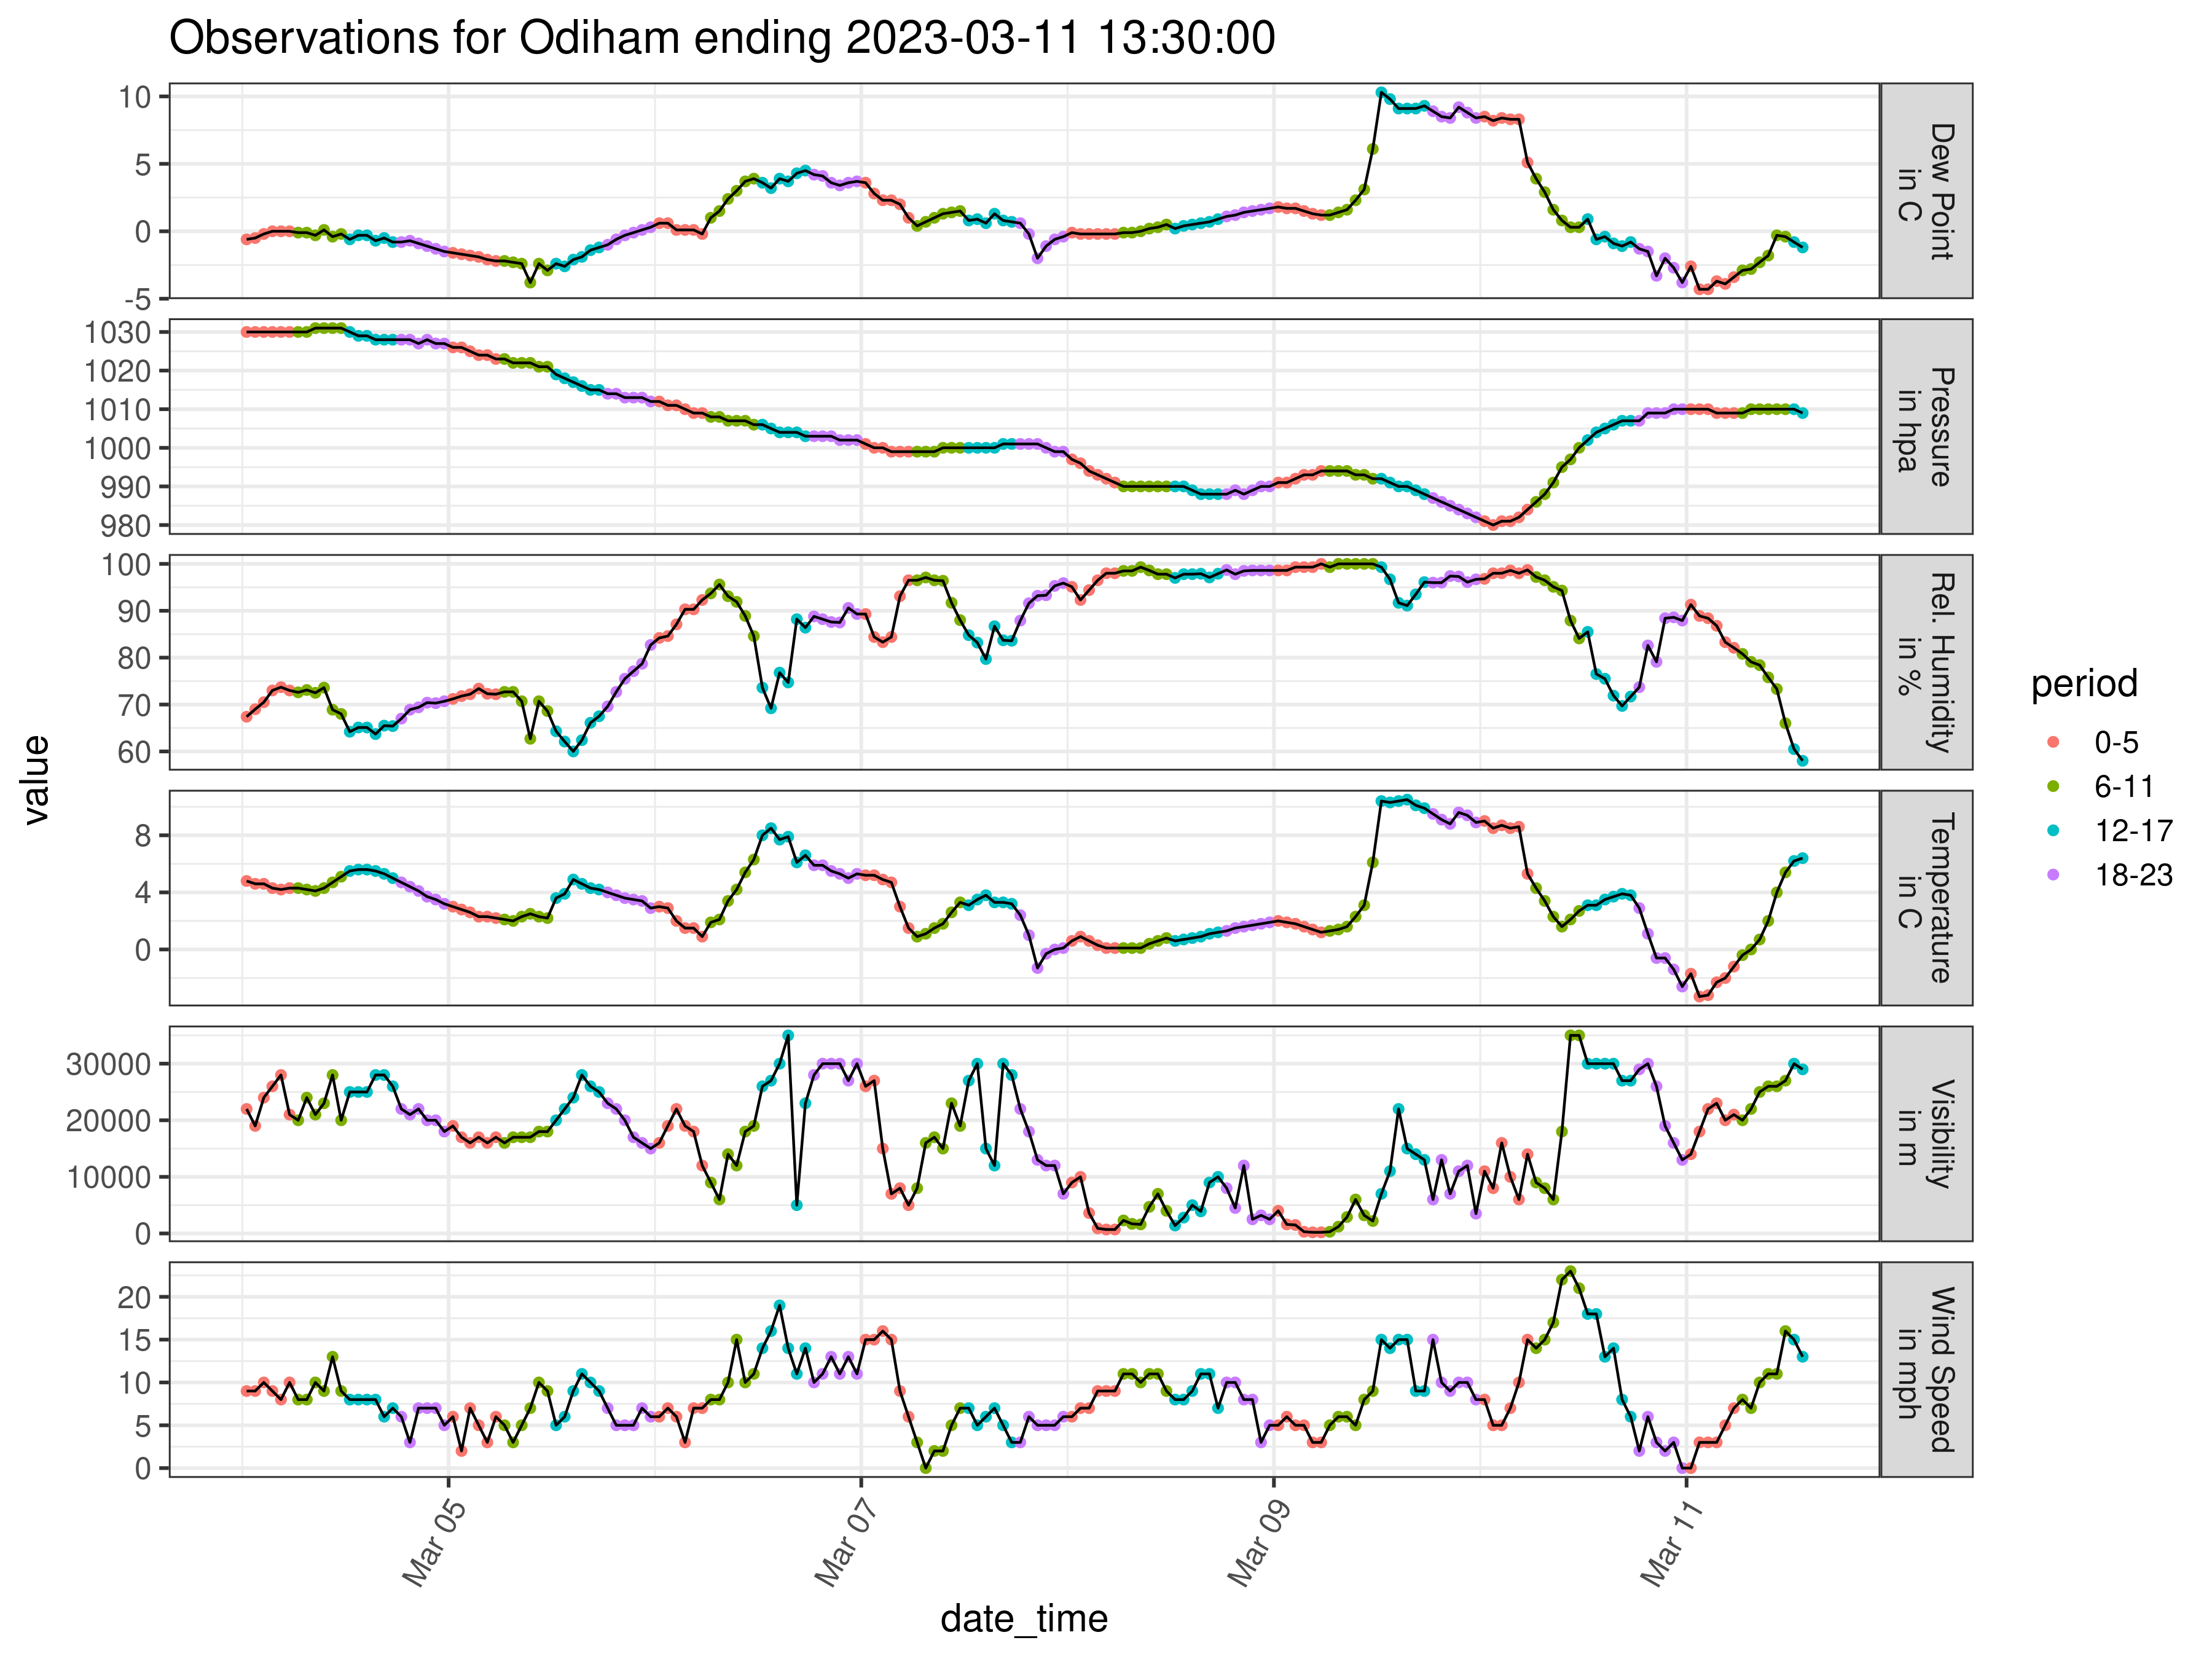 Observations for Odiham ending 2023-03-11 13:30:00
value
10
5
0
-5
Dew Point
in C
1030
1020
1010
1000
990
980
Pressure
in hpa
100
90
80
70
60
Rel. Humidity
in %
8
4
0
Temperature
in C
30000
20000
10000
0
Visibility
in m
20
15
10
5
0
Wind Speed
in mph
Mar 05
Mar 07
Mar 09
Mar 11
date_time
period
0-5
6-11
12-17
18-23